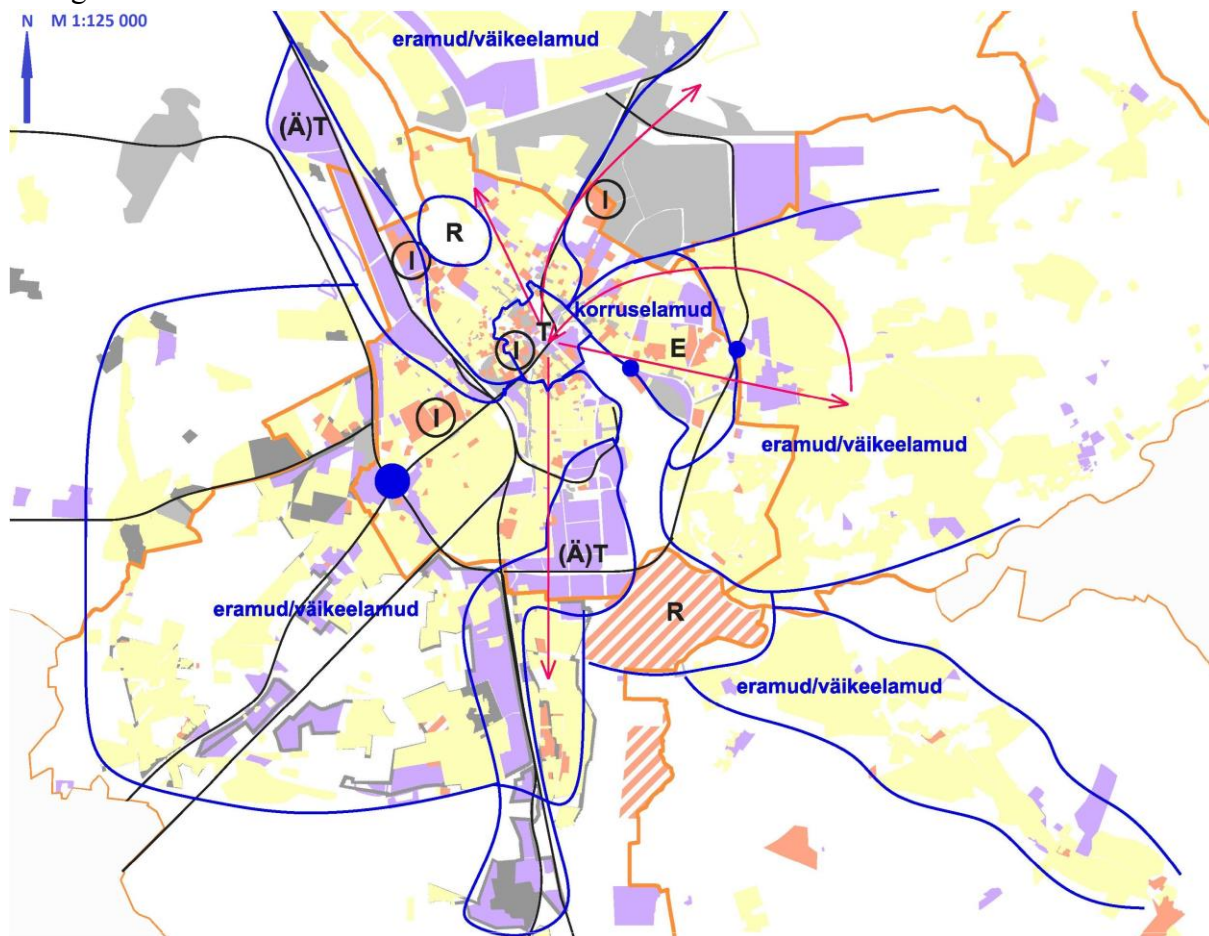 N M 1:125 000
eramud/väikeelamud
(Ä)T
I
R
I
korruselamud
T
I
E
I
eramud/väikeelamud
(Ä)T
eramud/väikeelamud
R
eramud/väikeelamud